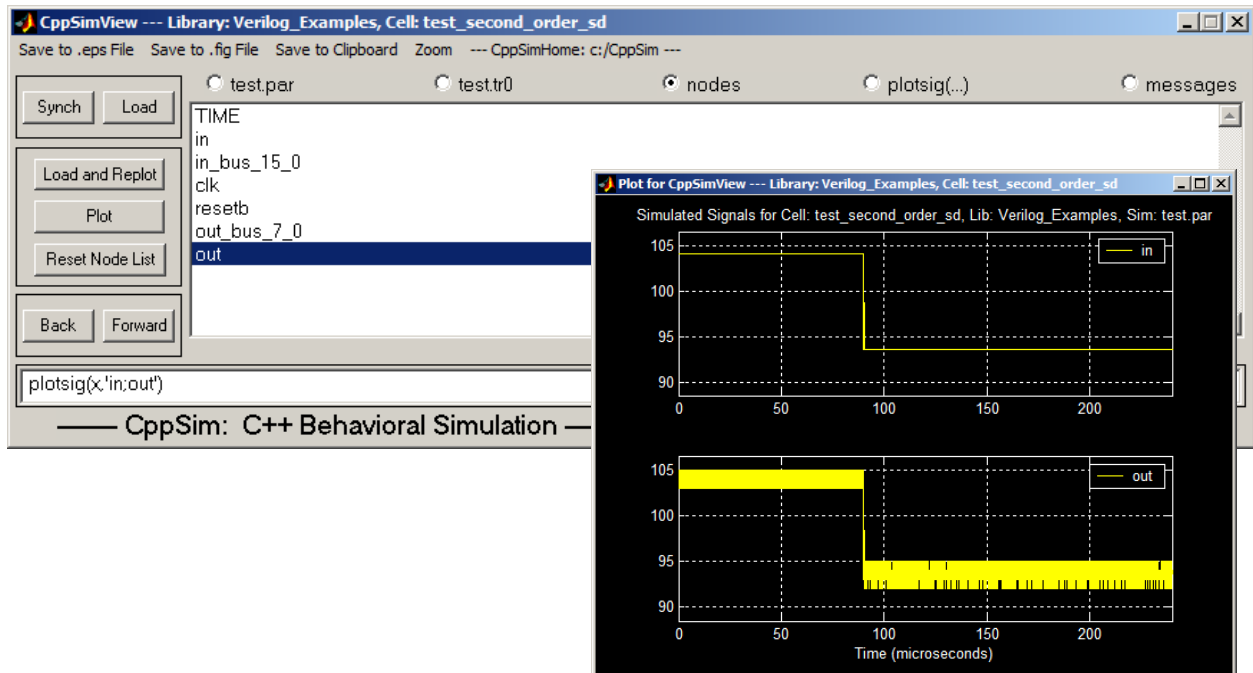 CppSimView --- Library: Verilog_Examples, Cell: test_second_order_sd
Save to .eps File Save to .fig File Save to Clipboard Zoom --- CppSimHome: c:/CppSim ---
test.par test.tr0 nodes plotsig(...) messages
Synch Load
TIME
in
in_bus_15_0
clk
resetb
out_bus_7_0
out
Load and Replot
Plot
Reset Node List
Back Forward
plotsig(x,'in;out')
CppSim: C++ Behavioral Simulation
Plot for CppSimView --- Library: Verilog_Examples, Cell: test_second_order_sd
Simulated Signals for Cell: test_second_order_sd, Lib: Verilog_Examples, Sim: test.par
105
100
95
90
in
0 50 100 150 200
105
100
95
90
out
0 50 100 150 200
Time (microseconds)